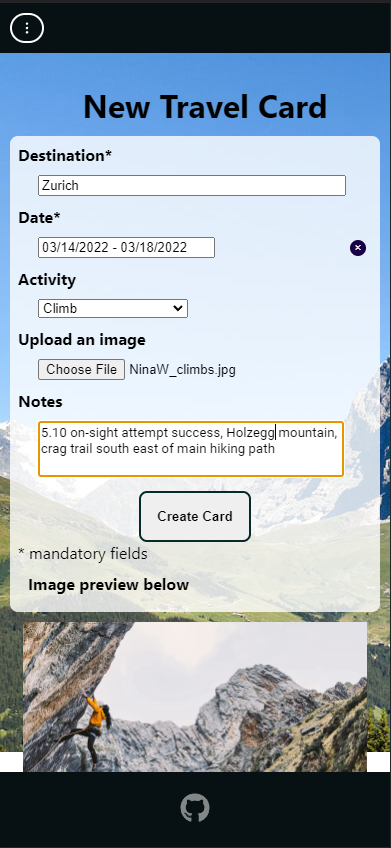 New Travel Card
Destination*
Zurich
Date*
03/14/2022 - 03/18/2022
Activity
Climb
Upload an image
Choose File NinaW_climbs.jpg
Notes
5.10 on-sight attempt success, Holzegg mountain,
crag trail south east of main hiking path
Create Card
* mandatory fields
Image preview below